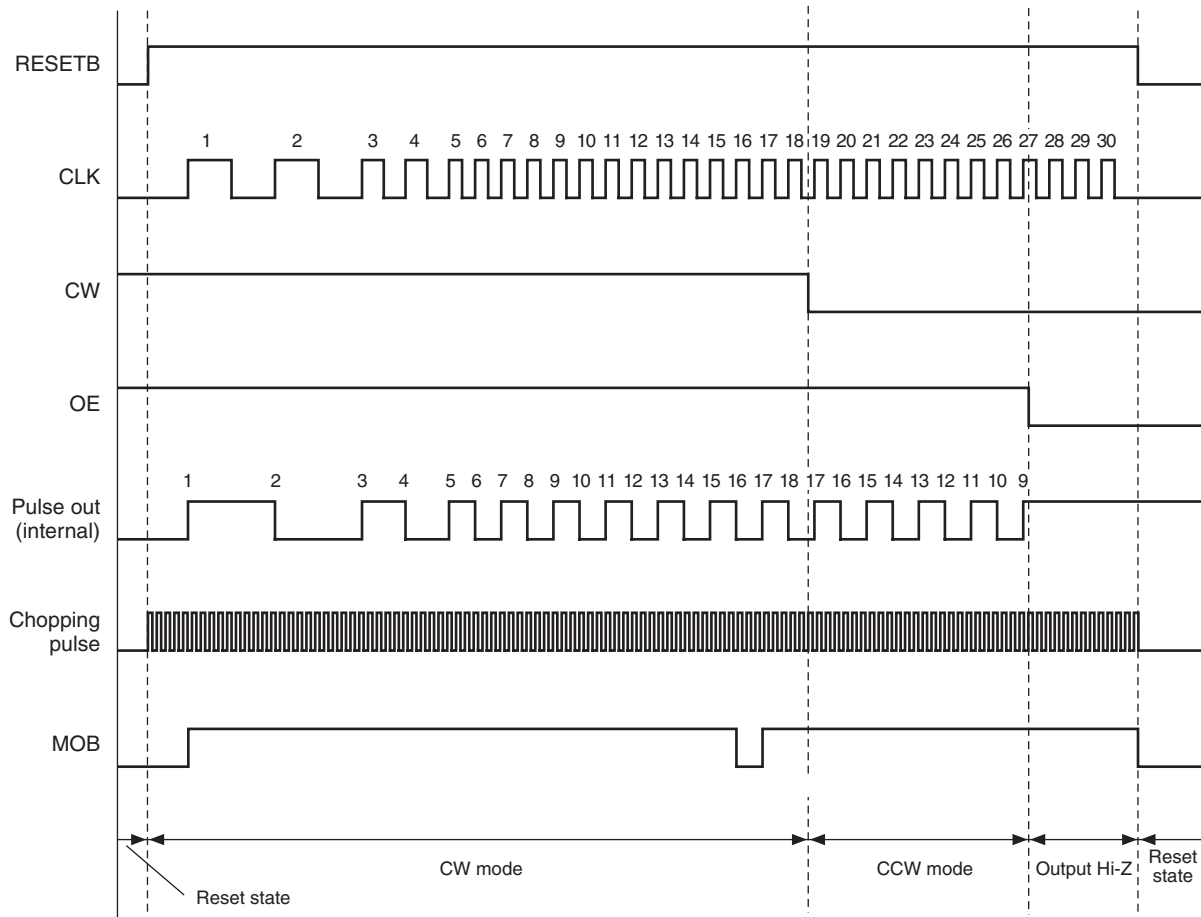 RESETB
1 2 3 4 5 6 7 8 9 10 11 12 13 14 15 16 17 18 19 20 21 22 23 24 25 26 27 28 29 30
CLK
CW
OE
1 2 3 4 5 6 7 8 9 10 11 12 13 14 15 16 17 18 17 16 15 14 13 12 11 10 9
Pulse out
(internal)
Chopping
pulse
MOB
CW mode
CCW mode
Output Hi-Z
Reset
state
Reset state